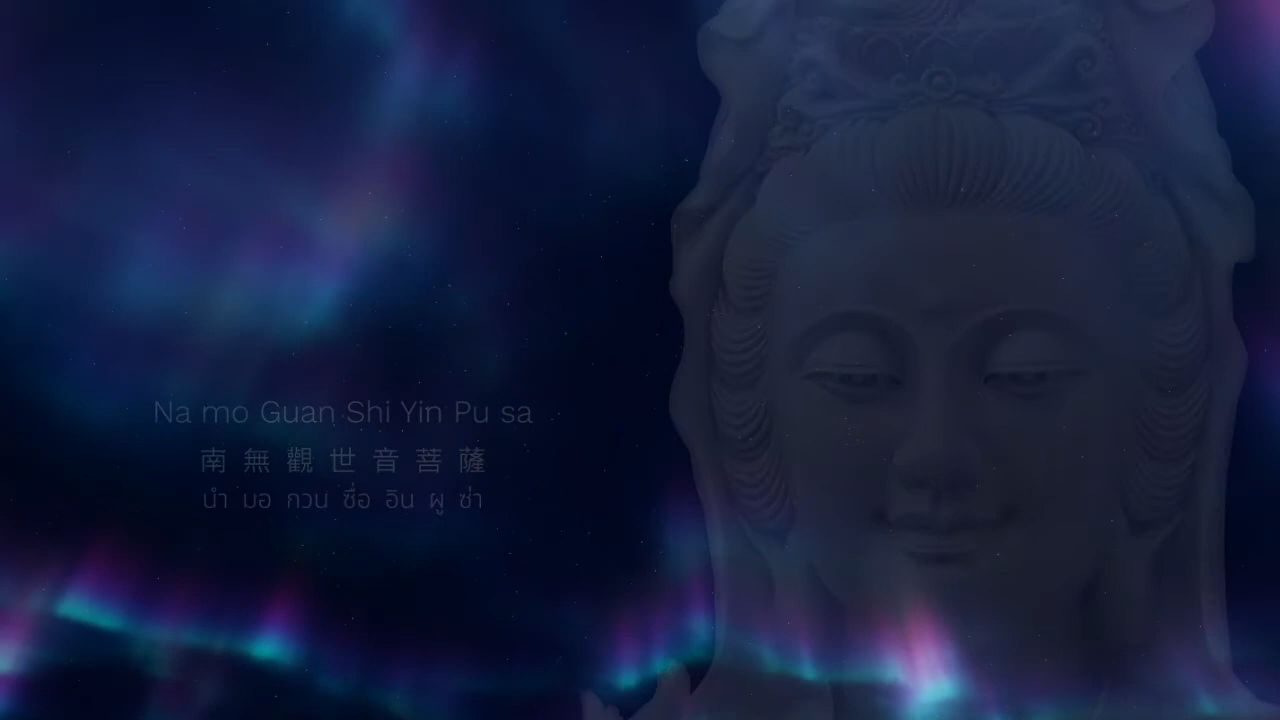 Na mo Guan Shi Yin Pu sa
南 無 觀 世 音 菩 薩
นำ มอ กวน ซื่อ อิน ผู ซ่า